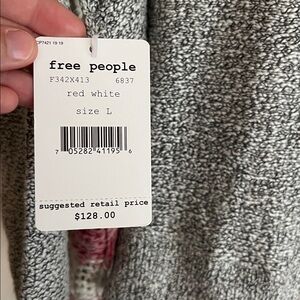 free people
F342X413 6837
red white
size L
7 05282 41195 6
suggested retail price
$128.00